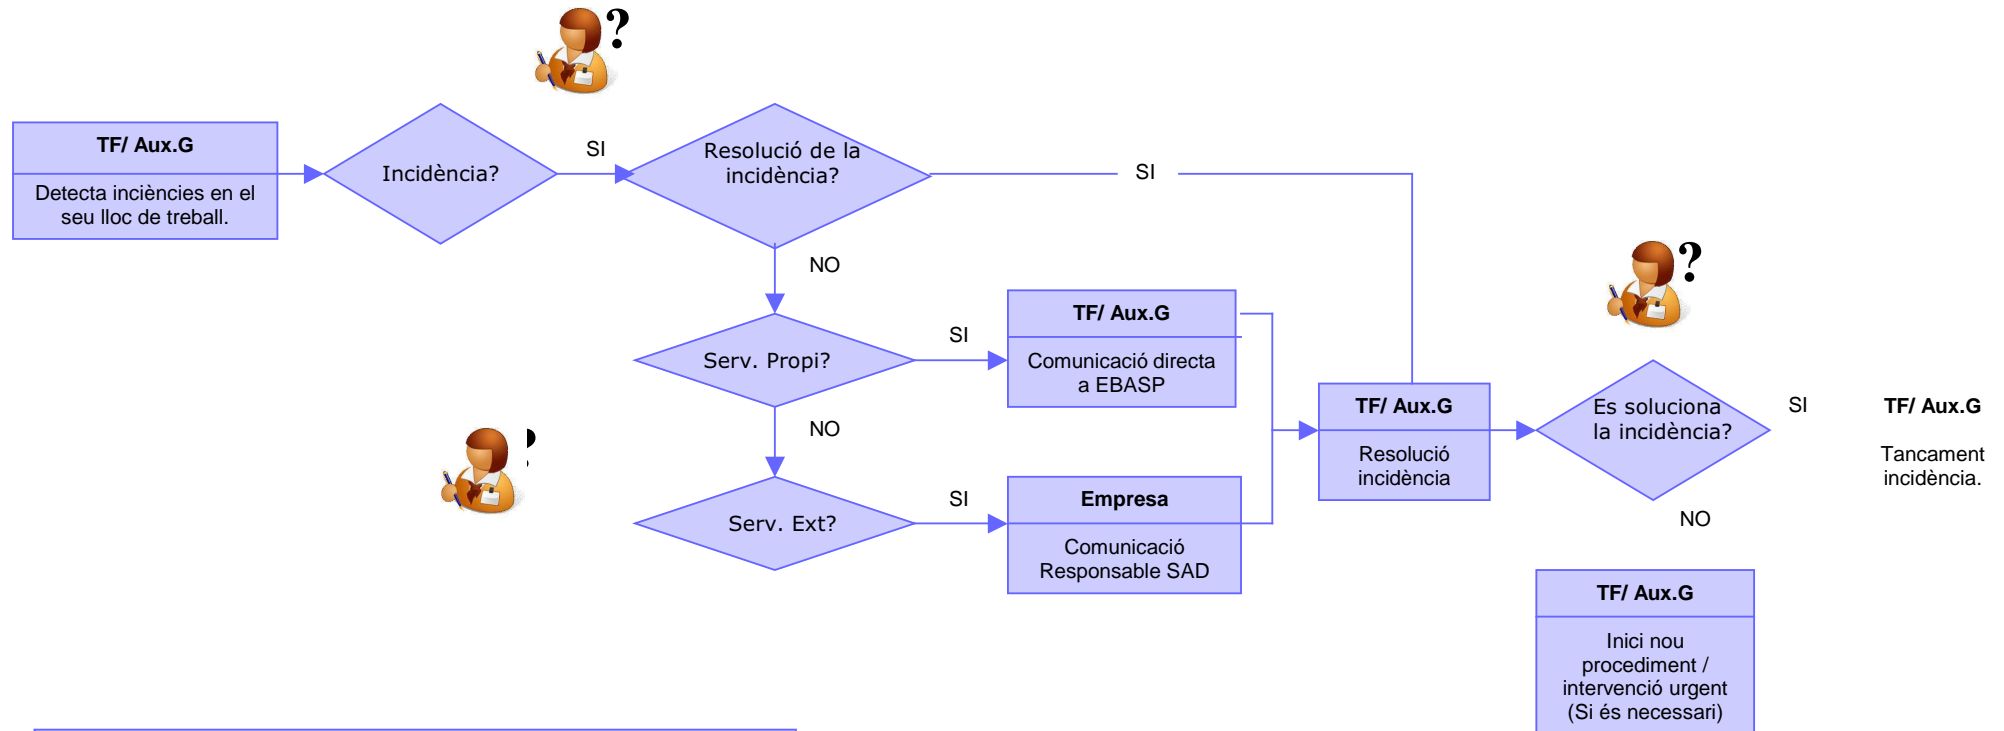 ?
TF/ Aux.G
Detecta inciències en el
seu lloc de treball.
Incidència?
SI
Resolució de la
incidència?
SI
NO
Serv. Propi?
SI
TF/ Aux.G
Comunicació directa
a EBASP
NO
Serv. Ext?
SI
Empresa
Comunicació
Responsable SAD
TF/ Aux.G
Resolució
incidència
?
Es soluciona
la incidència?
SI
TF/ Aux.G
Tancament
incidència.
NO
TF/ Aux.G
Inici nou
procediment /
intervenció urgent
(Si és necessari)